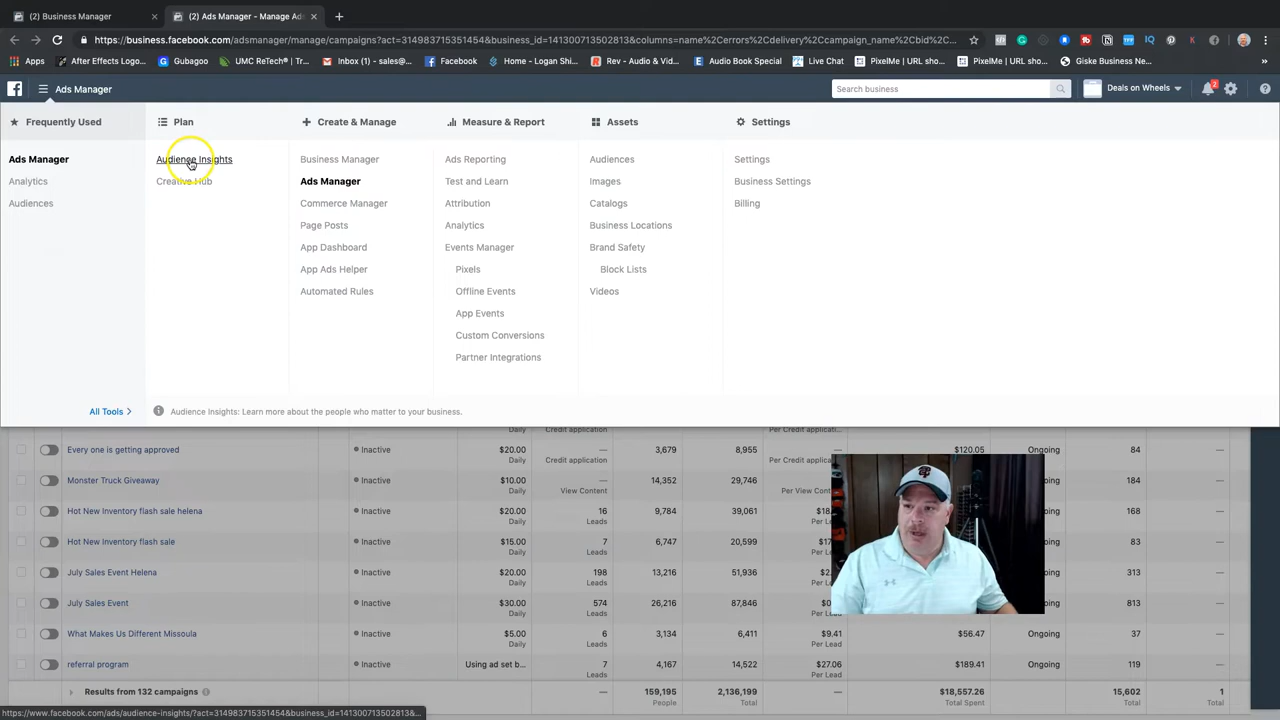 (2) Business Manager
(2) Ads Manager - Manage Ads
https://business.facebook.com/adsmanager/manage/campaigns?act=314983715351454&business_id=141300713502813&columns=name%2Cerrors%2Cdelivery%2Ccampaign_name%2Cbid%2C...
Apps After Effects Logo... Gubagoo UMC ReTech® | Ult... Inbox (1) - sales@... Facebook Home - Logan Shi... Rev - Audio & Vid... Audio Book Special Live Chat PixelMe | URL sho... PixelMe | URL sho... Giske Business Ne...
Ads Manager
Search business
Deals on Wheels
2
Frequently Used
Ads Manager
Analytics
Audiences
All Tools
Plan
Audience Insights
Creative Hub
Create & Manage
Business Manager
Ads Manager
Commerce Manager
Page Posts
App Dashboard
App Ads Helper
Automated Rules
Measure & Report
Ads Reporting
Test and Learn
Attribution
Analytics
Events Manager
Pixels
Offline Events
App Events
Custom Conversions
Partner Integrations
Assets
Audiences
Images
Catalogs
Business Locations
Brand Safety
Block Lists
Videos
Settings
Settings
Business Settings
Billing
Audience Insights: Learn more about the people who matter to your business.
Daily Credit application Per Credit applicati...
Every one is getting approved Inactive $20.00 — 3,679 8,955 — $120.05 Ongoing 84 —
Daily Credit application Per Credit applicati...
Monster Truck Giveaway Inactive $10.00 — 14,352 29,746 — Ongoing 184 —
Daily View Content Per View Content
Hot New Inventory flash sale helena Inactive $20.00 16 9,784 39,061 Ongoing 168 —
Daily Leads
Hot New Inventory flash sale Inactive $15.00 7 6,747 20,599 Ongoing 83 —
Daily Leads
July Sales Event Helena Inactive $20.00 198 13,216 51,936 Ongoing 313 —
Daily Leads
July Sales Event Inactive $30.00 574 26,216 87,846 Ongoing 813 —
Daily Leads
What Makes Us Different Missoula Inactive $5.00 6 3,134 6,411 $9.41 $56.47 Ongoing 37 —
Daily Leads Per Lead
referral program Inactive Using ad set b... 7 4,167 14,522 $27.06 $189.41 Ongoing 119 —
Leads Per Lead
Results from 132 campaigns — 159,195 2,136,199 — $18,557.26 15,602 1
People Total Total Spent Total Total
https://www.facebook.com/ads/audience-insights/?act=314983715351454&business_id=141300713502813&...